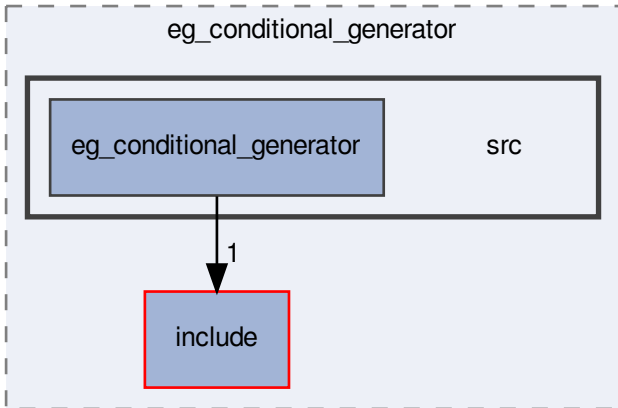 eg_conditional_generator
eg_conditional_generator
src
1
include